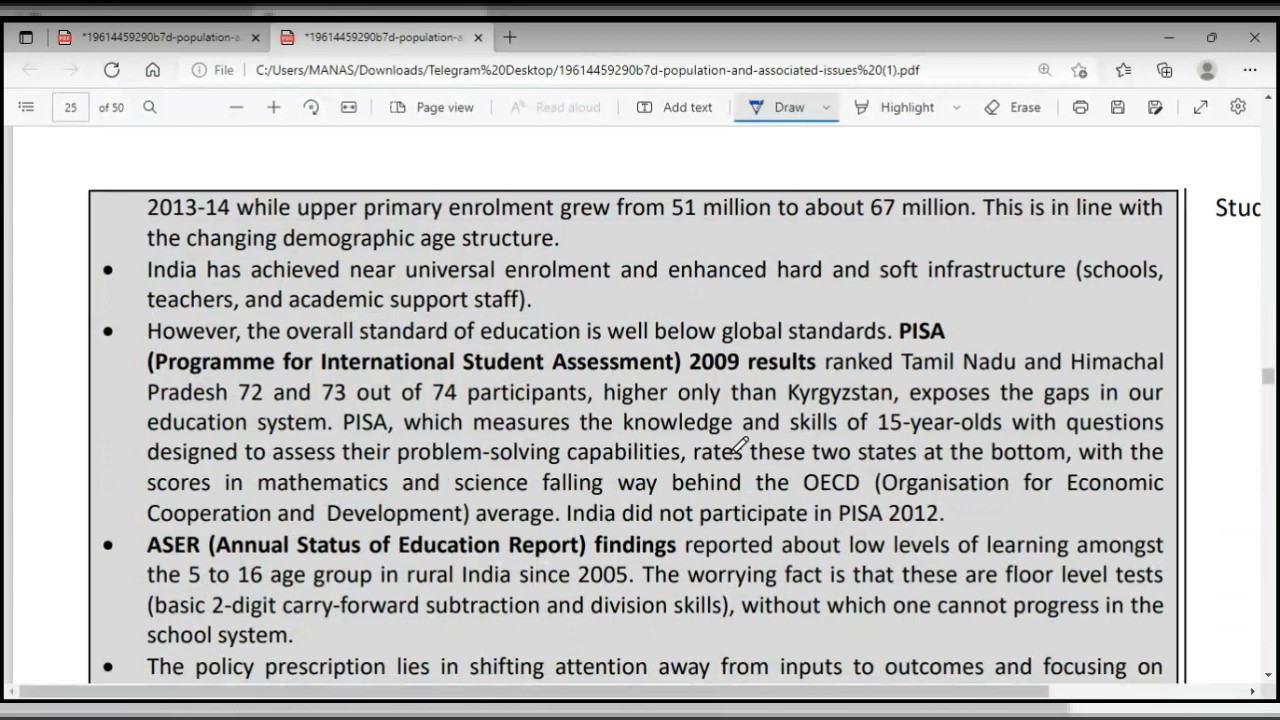 *19614459290b7d-population-a
*19614459290b7d-population-a
File C:/Users/MANAS/Downloads/Telegram%20Desktop/19614459290b7d-population-and-associated-issues%20(1).pdf
25 of 50 Page view Read aloud Add text Draw Highlight Erase
2013-14 while upper primary enrolment grew from 51 million to about 67 million. This is in line with
the changing demographic age structure.
Stud
• India has achieved near universal enrolment and enhanced hard and soft infrastructure (schools,
teachers, and academic support staff).
• However, the overall standard of education is well below global standards. PISA
(Programme for International Student Assessment) 2009 results ranked Tamil Nadu and Himachal
Pradesh 72 and 73 out of 74 participants, higher only than Kyrgyzstan, exposes the gaps in our
education system. PISA, which measures the knowledge and skills of 15-year-olds with questions
designed to assess their problem-solving capabilities, rates these two states at the bottom, with the
scores in mathematics and science falling way behind the OECD (Organisation for Economic
Cooperation and Development) average. India did not participate in PISA 2012.
• ASER (Annual Status of Education Report) findings reported about low levels of learning amongst
the 5 to 16 age group in rural India since 2005. The worrying fact is that these are floor level tests
(basic 2-digit carry-forward subtraction and division skills), without which one cannot progress in the
school system.
• The policy prescription lies in shifting attention away from inputs to outcomes and focusing on